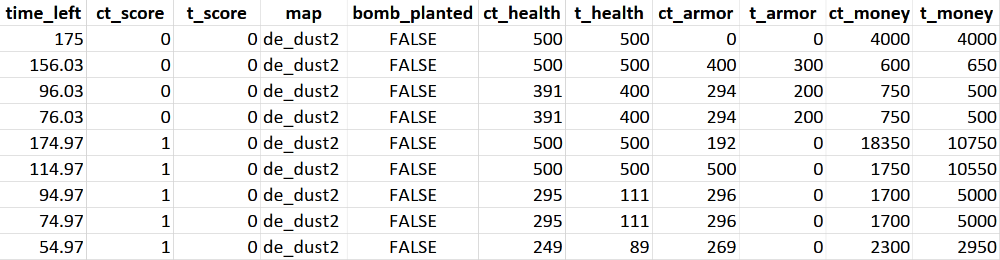 time_left ct_score t_score map bomb_planted ct_health t_health ct_armor t_armor ct_money t_money
175 0 0 de_dust2 FALSE 500 500 0 0 4000 4000
156.03 0 0 de_dust2 FALSE 500 500 400 300 600 650
96.03 0 0 de_dust2 FALSE 391 400 294 200 750 500
76.03 0 0 de_dust2 FALSE 391 400 294 200 750 500
174.97 1 0 de_dust2 FALSE 500 500 192 0 18350 10750
114.97 1 0 de_dust2 FALSE 500 500 500 0 1750 10550
94.97 1 0 de_dust2 FALSE 295 111 296 0 1700 5000
74.97 1 0 de_dust2 FALSE 295 111 296 0 1700 5000
54.97 1 0 de_dust2 FALSE 249 89 269 0 2300 2950